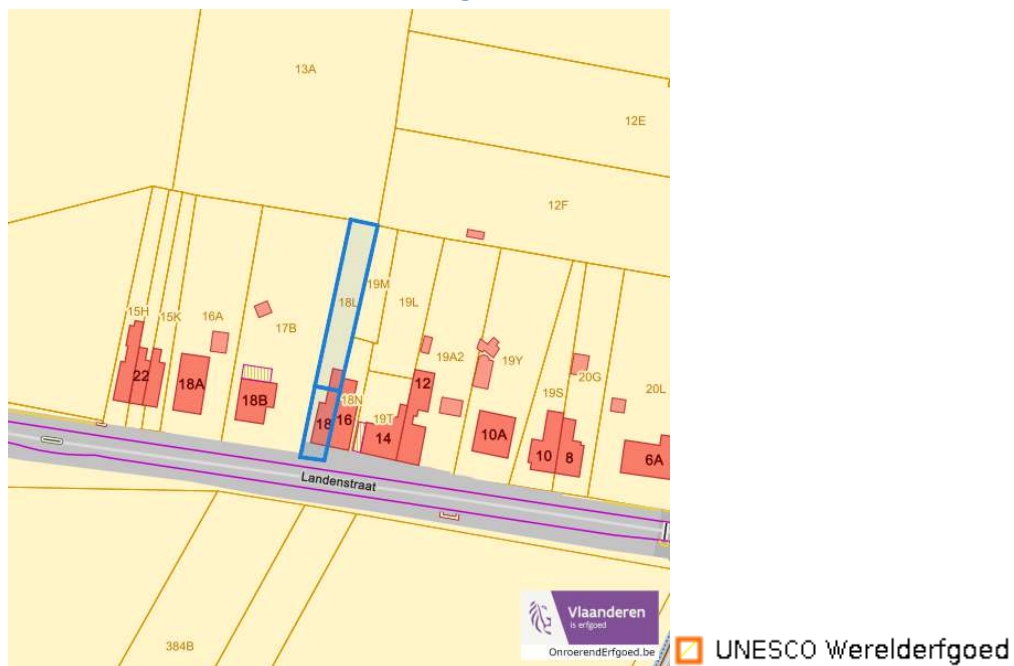 13A
12E
12F
19M
18L
19L
15H
15K
16A
17B
19A2
19Y
20G
19S
20L
22
18A
18B
12
18N
18
16
19T
14
10A
10
8
6A
Landenstraat
384B
Vlaanderen
is erfgoed
OnroerendErfgoed.be
UNESCO Werelderfgoed